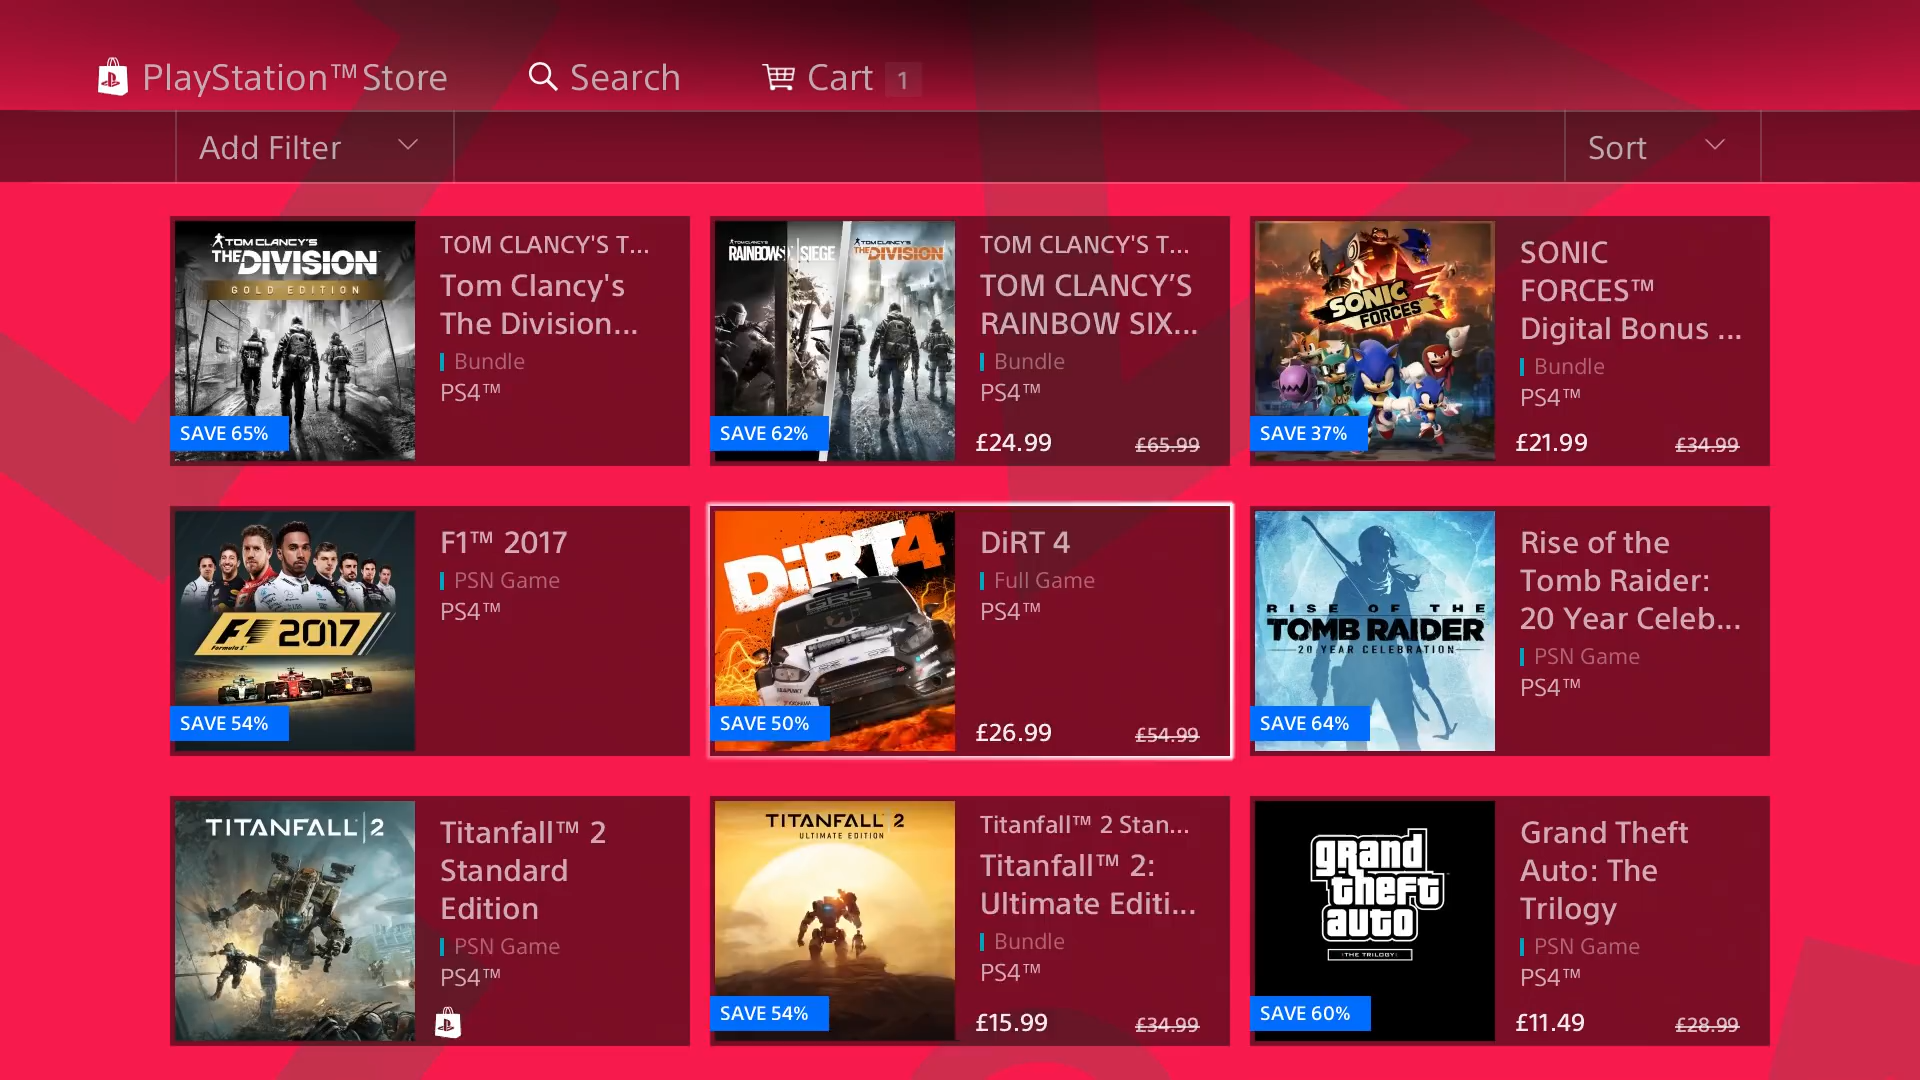 PlayStation™Store
Search
Cart 1
Add Filter
Sort
TOM CLANCY'S
THE DIVISION
GOLD EDITION
SAVE 65%
TOM CLANCY'S T...
Tom Clancy's
The Division...
Bundle
PS4™
TOM CLANCY'S
RAINBOW SIX | SIEGE
TOM CLANCY'S
THE DIVISION
SAVE 62%
TOM CLANCY'S T...
TOM CLANCY’S
RAINBOW SIX...
Bundle
PS4™
£24.99 £65.99
SONIC
FORCES
SAVE 37%
SONIC
FORCES™
Digital Bonus ...
Bundle
PS4™
£21.99 £34.99
F1 2017
Formula 1
SAVE 54%
F1™ 2017
PSN Game
PS4™
DiRT 4
SAVE 50%
DiRT 4
Full Game
PS4™
£26.99 £54.99
RISE OF THE
TOMB RAIDER
20 YEAR CELEBRATION
SAVE 64%
Rise of the
Tomb Raider:
20 Year Celeb...
PSN Game
PS4™
TITANFALL | 2
Titanfall™ 2
Standard
Edition
PSN Game
PS4™
TITANFALL 2
ULTIMATE EDITION
SAVE 54%
Titanfall™ 2 Stan...
Titanfall™ 2:
Ultimate Editi...
Bundle
PS4™
£15.99 £34.99
grand
theft
auto
THE TRILOGY
SAVE 60%
Grand Theft
Auto: The
Trilogy
PSN Game
PS4™
£11.49 £28.99